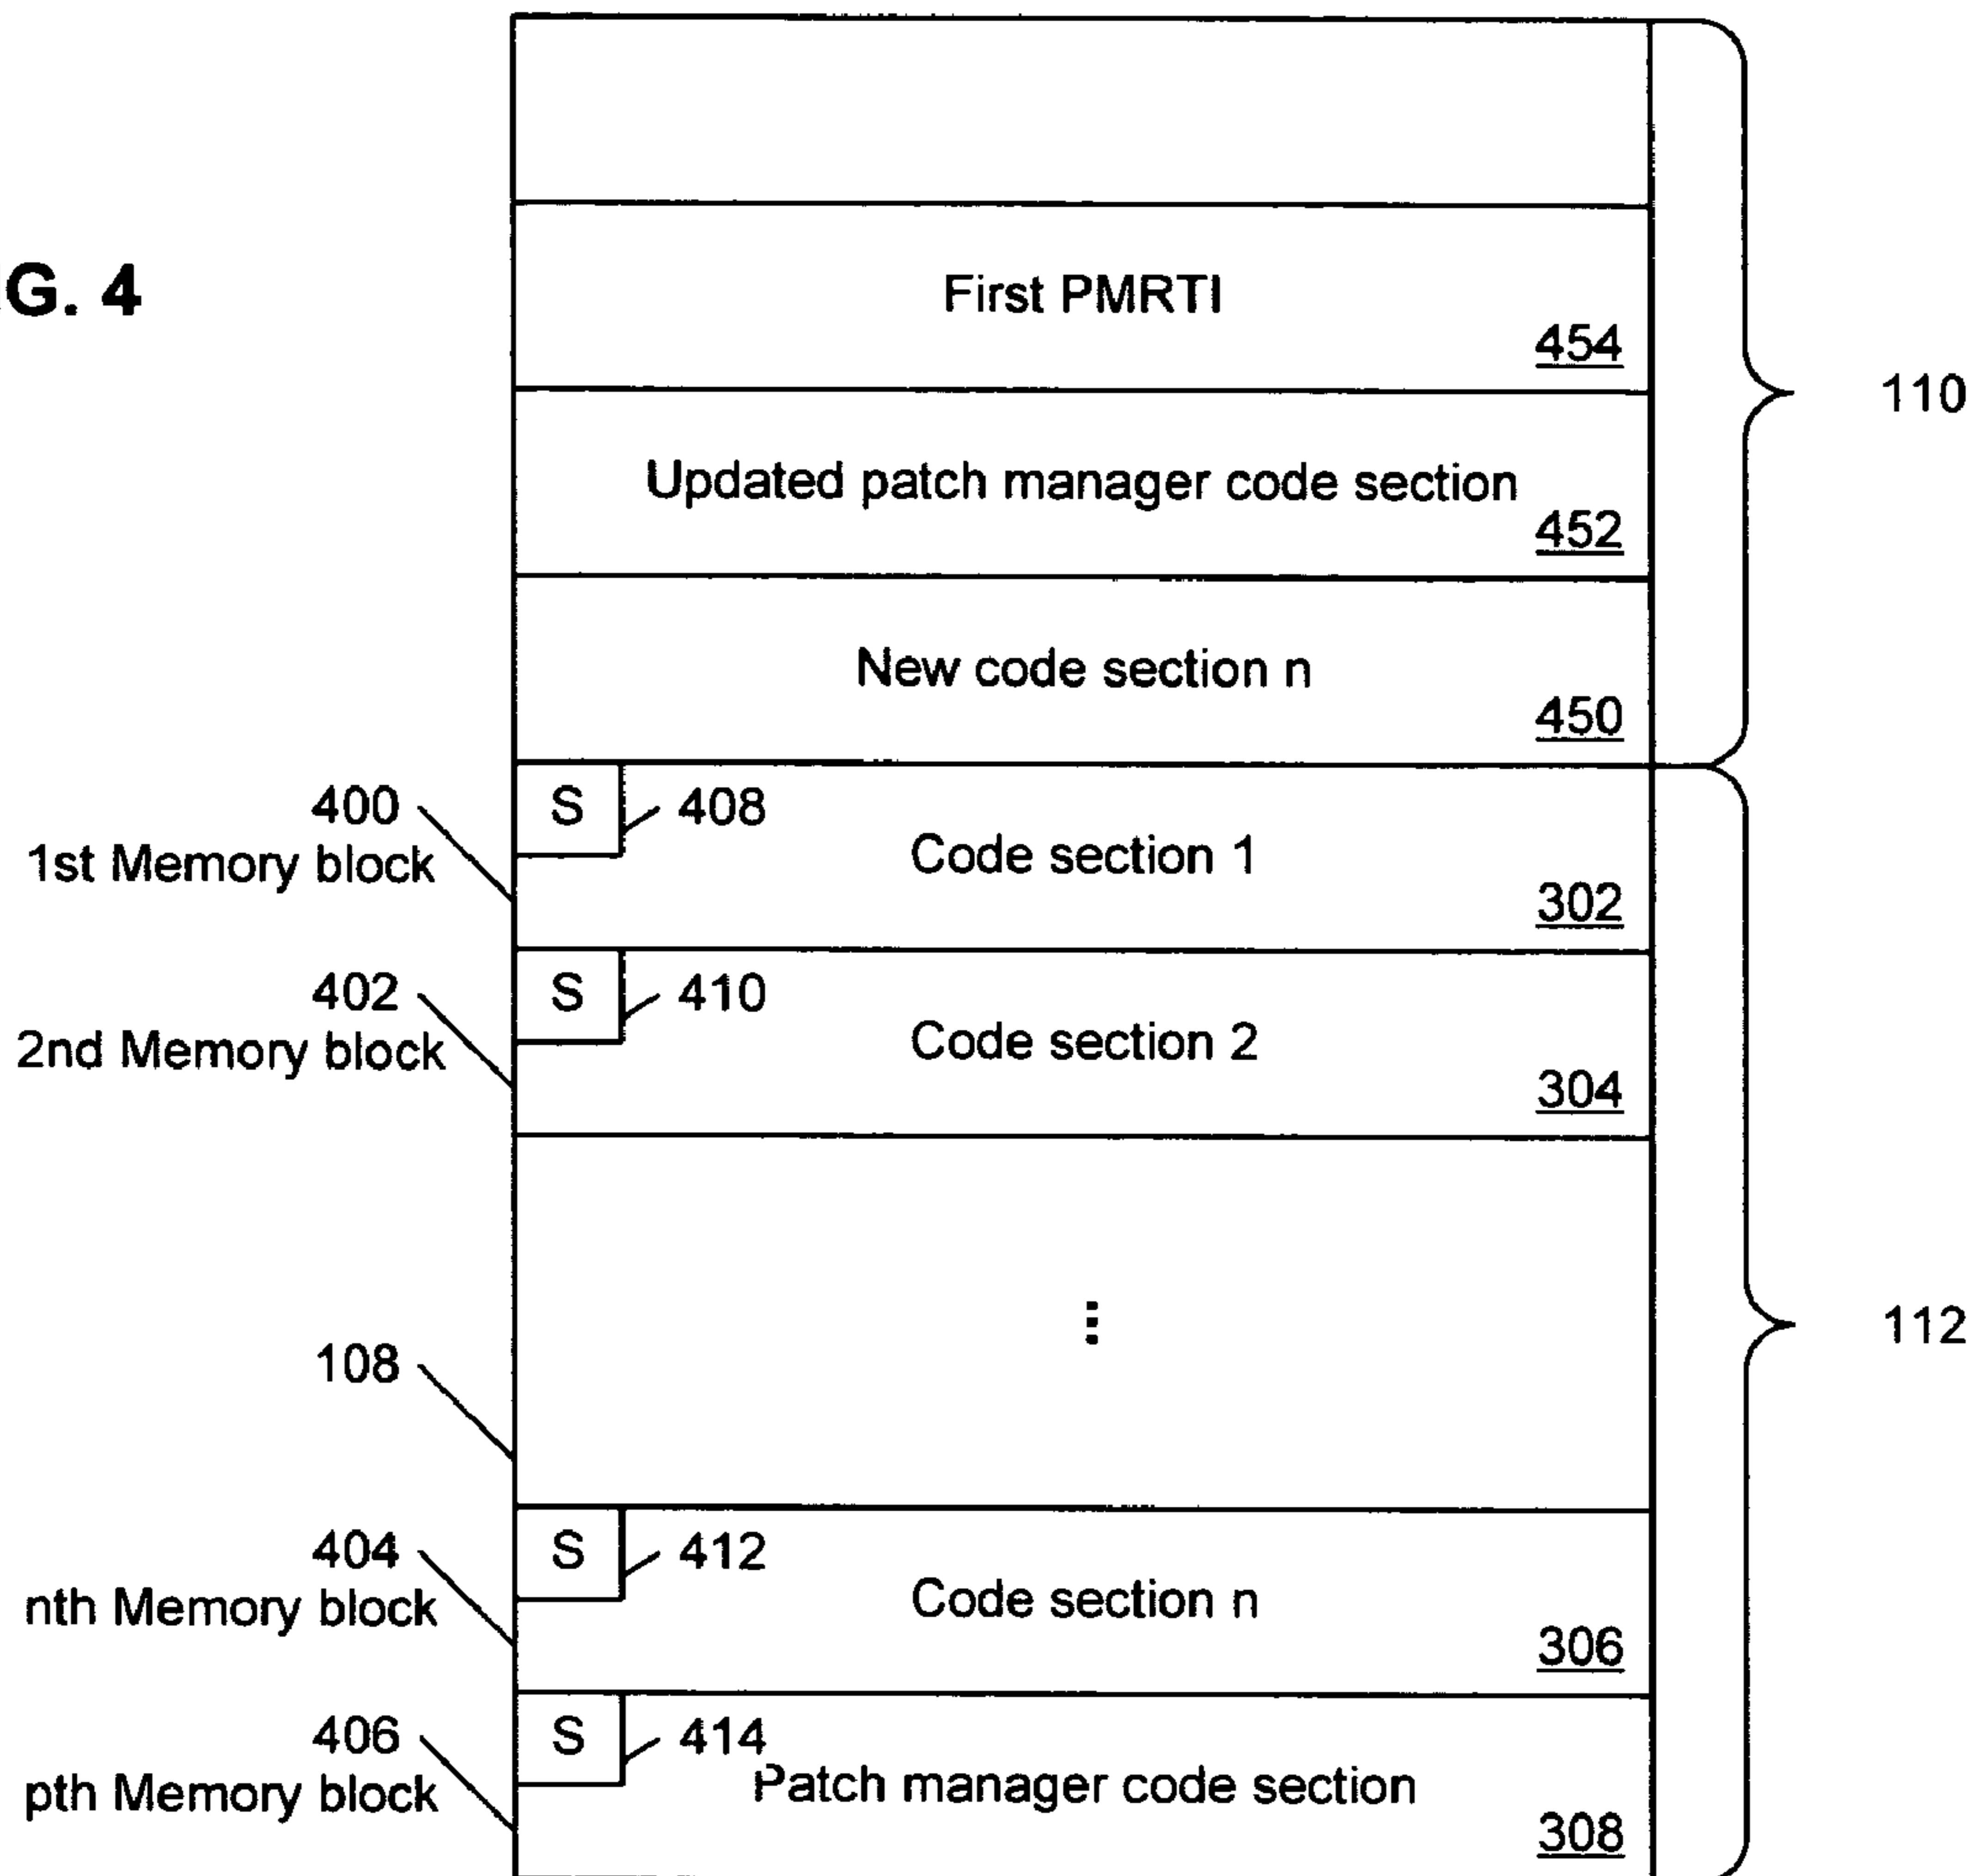 G. 4
First PMRTI
454
110
Updated patch manager code section
452
New code section n
450
400
1st Memory block
S
408
Code section 1
302
402
2nd Memory block
S
410
Code section 2
304
⋮
108
112
404
nth Memory block
S
412
Code section n
306
406
pth Memory block
S
414
Patch manager code section
308